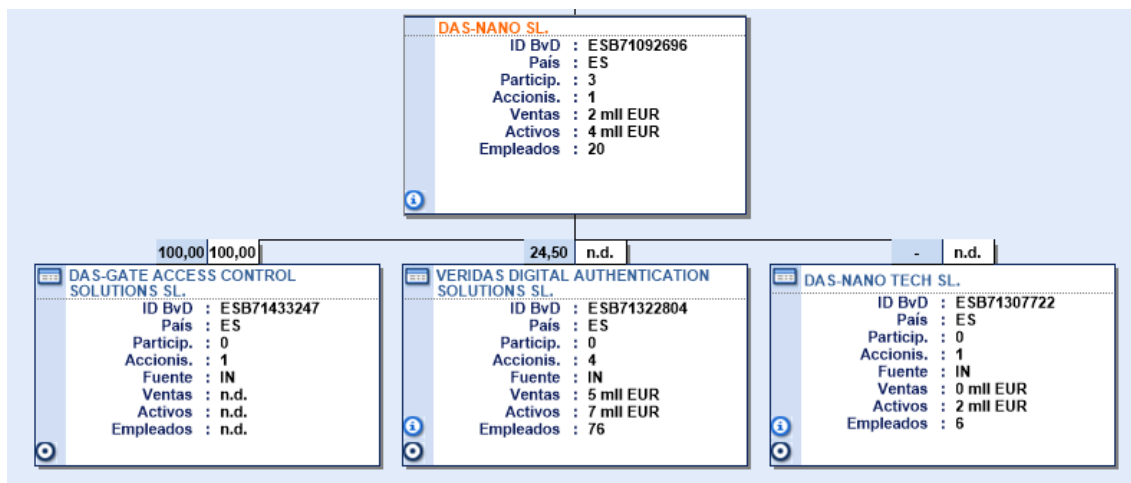 DAS-NANO SL.
ID BvD : ESB71092696
País : ES
Particip. : 3
Accionis. : 1
Ventas : 2 mll EUR
Activos : 4 mll EUR
Empleados : 20
100,00 100,00
DAS-GATE ACCESS CONTROL
SOLUTIONS SL.
ID BvD : ESB71433247
País : ES
Particip. : 0
Accionis. : 1
Fuente : IN
Ventas : n.d.
Activos : n.d.
Empleados : n.d.
24,50 n.d.
VERIDAS DIGITAL AUTHENTICATION
SOLUTIONS SL.
ID BvD : ESB71322804
País : ES
Particip. : 0
Accionis. : 4
Fuente : IN
Ventas : 5 mll EUR
Activos : 7 mll EUR
Empleados : 76
- n.d.
DAS-NANO TECH SL.
ID BvD : ESB71307722
País : ES
Particip. : 0
Accionis. : 1
Fuente : IN
Ventas : 0 mll EUR
Activos : 2 mll EUR
Empleados : 6